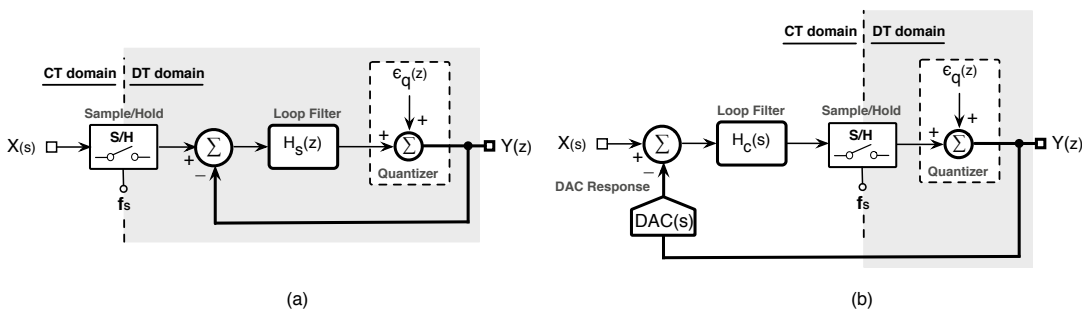 CT domain
DT domain
Sample/Hold
Loop Filter
ϵq(z)
X(s)
S/H
+
Σ
−
Hs(z)
+
+
Σ
Quantizer
Y(z)
fs
(a)
CT domain
DT domain
ϵq(z)
Loop Filter
Sample/Hold
X(s)
+
Σ
−
Hc(s)
S/H
+
+
Σ
Quantizer
Y(z)
DAC Response
fs
DAC(s)
(b)